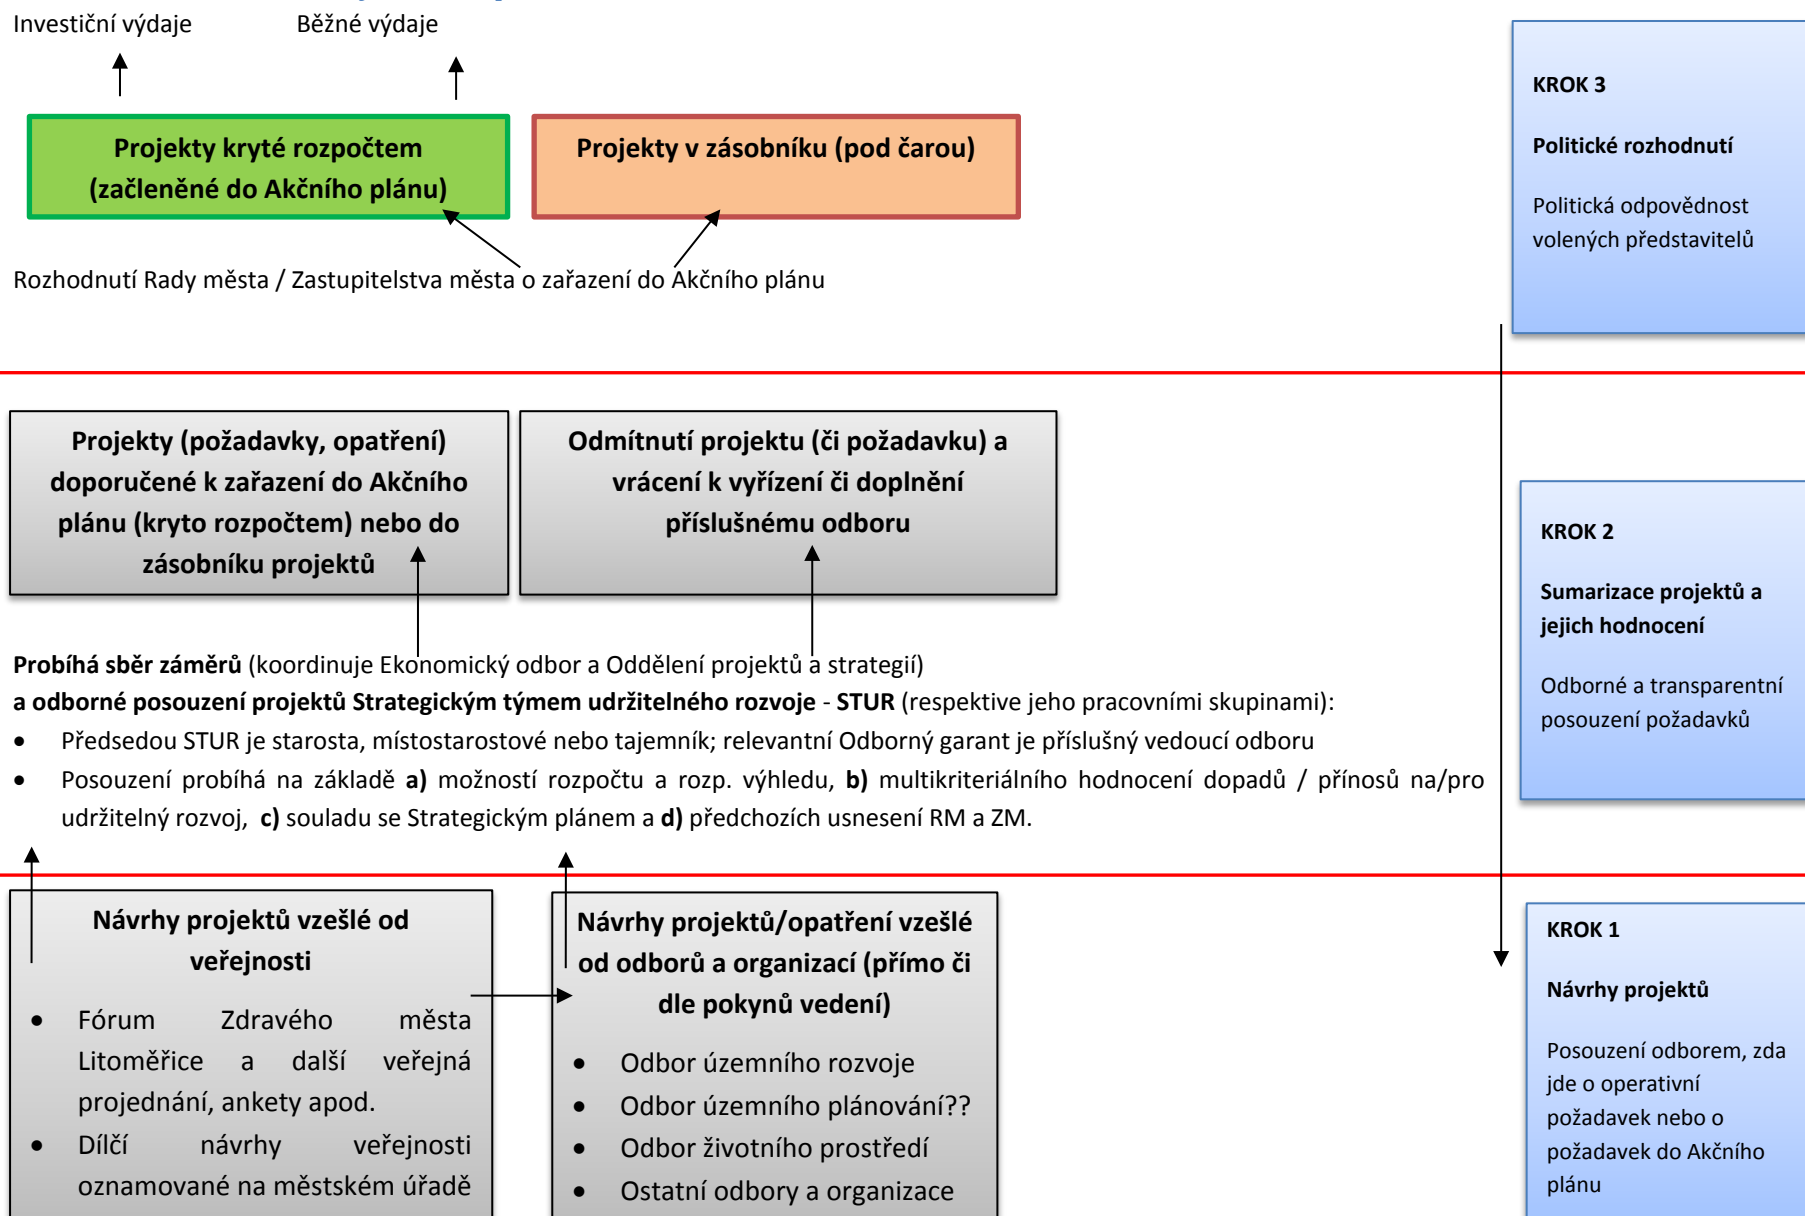 Investiční výdaje
Běžné výdaje
Projekty kryté rozpočtem
(začleněné do Akčního plánu)
Projekty v zásobníku (pod čarou)
Rozhodnutí Rady města / Zastupitelstva města o zařazení do Akčního plánu
KROK 3
Politické rozhodnutí
Politická odpovědnost
volených představitelů
Projekty (požadavky, opatření)
doporučené k zařazení do Akčního
plánu (kryto rozpočtem) nebo do
zásobníku projektů
Odmítnutí projektu (či požadavku) a
vrácení k vyřízení či doplnění
příslušnému odboru
Probíhá sběr záměrů (koordinuje Ekonomický odbor a Oddělení projektů a strategií)
a odborné posouzení projektů Strategickým týmem udržitelného rozvoje - STUR (respektive jeho pracovními skupinami):
• Předsedou STUR je starosta, místostarostové nebo tajemník; relevantní Odborný garant je příslušný vedoucí odboru
• Posouzení probíhá na základě a) možností rozpočtu a rozp. výhledu, b) multikriteriálního hodnocení dopadů / přínosů na/pro
udržitelný rozvoj, c) souladu se Strategickým plánem a d) předchozích usnesení RM a ZM.
KROK 2
Sumarizace projektů a
jejich hodnocení
Odborné a transparentní
posouzení požadavků
Návrhy projektů vzešlé od
veřejnosti
• Fórum Zdravého města
Litoměřice a další veřejná
projednání, ankety apod.
• Dílčí návrhy veřejnosti
oznamované na městském úřadě
Návrhy projektů/opatření vzešlé
od odborů a organizací (přímo či
dle pokynů vedení)
• Odbor územního rozvoje
• Odbor územního plánování??
• Odbor životního prostředí
• Ostatní odbory a organizace
KROK 1
Návrhy projektů
Posouzení odborem, zda
jde o operativní
požadavek nebo o
požadavek do Akčního
plánu